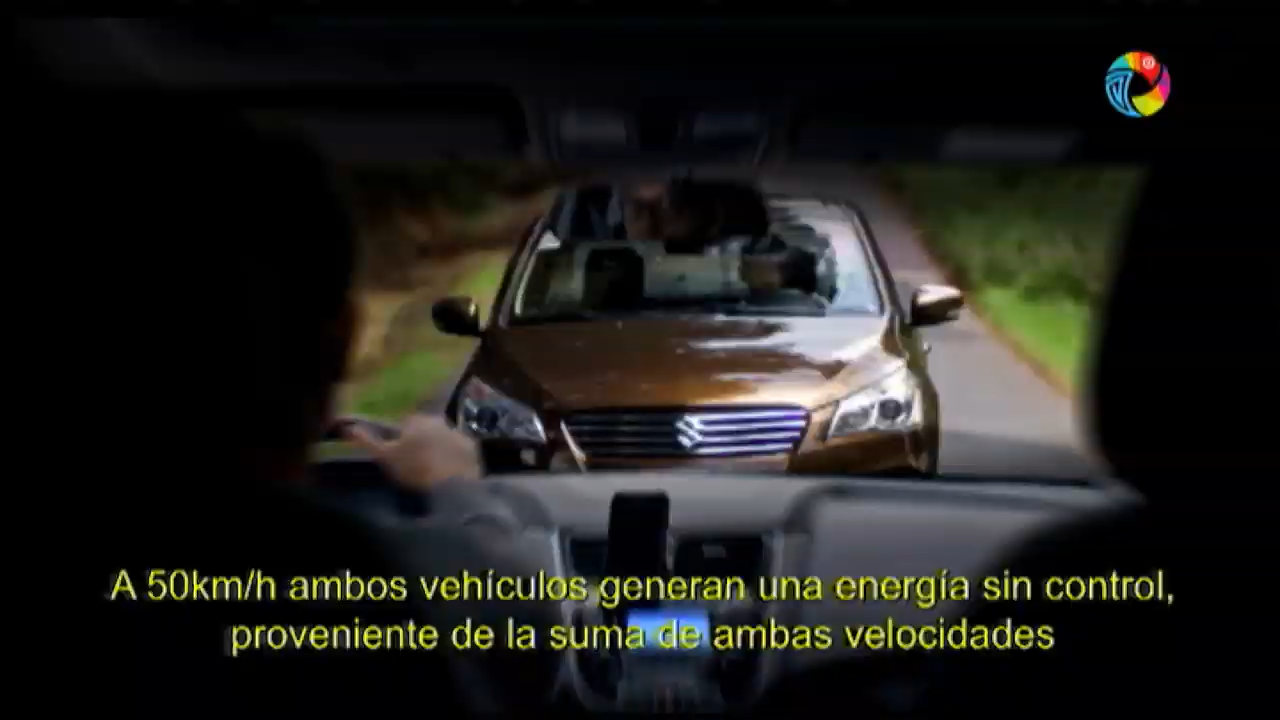 A 50km/h ambos vehículos generan una energía sin control,
proveniente de la suma de ambas velocidades